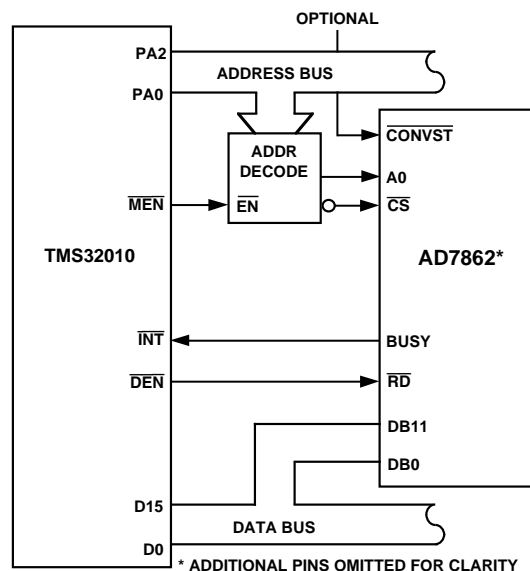 OPTIONAL
PA2
ADDRESS BUS
PA0
CONVST
ADDR
DECODE
A0
MEN
EN
CS
TMS32010
AD7862*
INT
BUSY
DEN
RD
DB11
DB0
D15
DATA BUS
D0
* ADDITIONAL PINS OMITTED FOR CLARITY